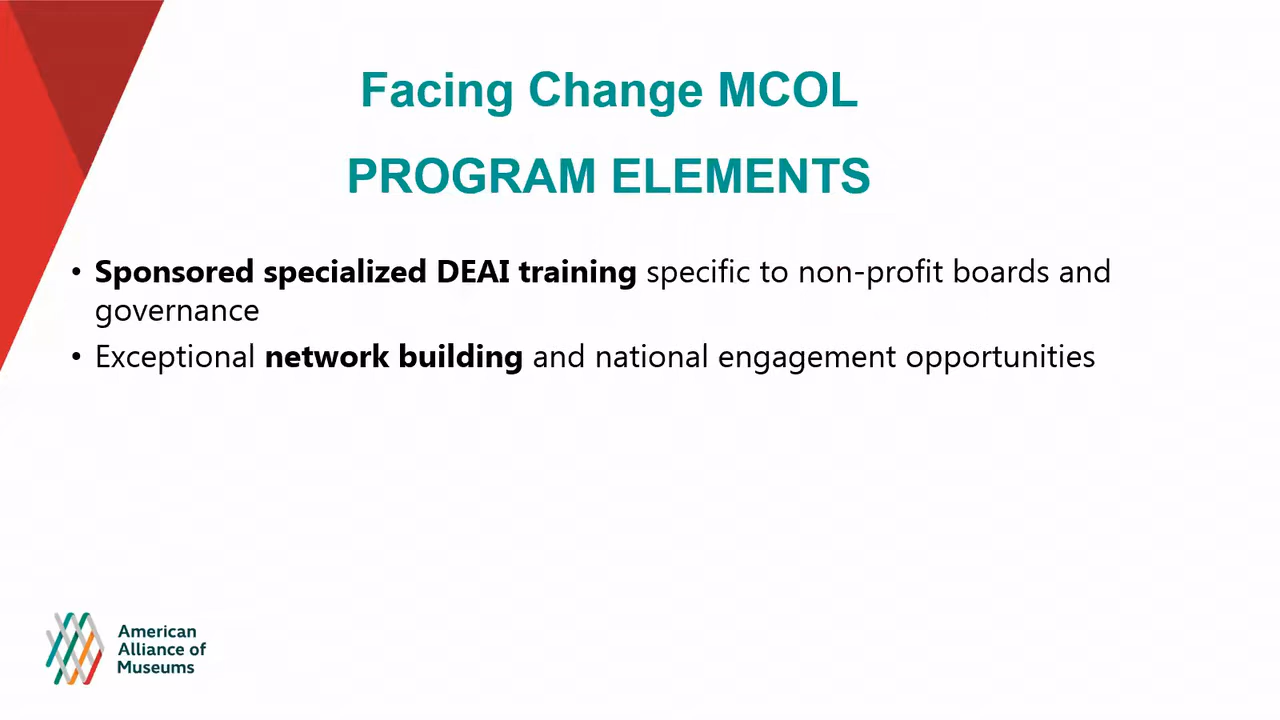 Facing Change MCOL
PROGRAM ELEMENTS
• Sponsored specialized DEAI training specific to non-profit boards and
governance
• Exceptional network building and national engagement opportunities
American
Alliance of
Museums